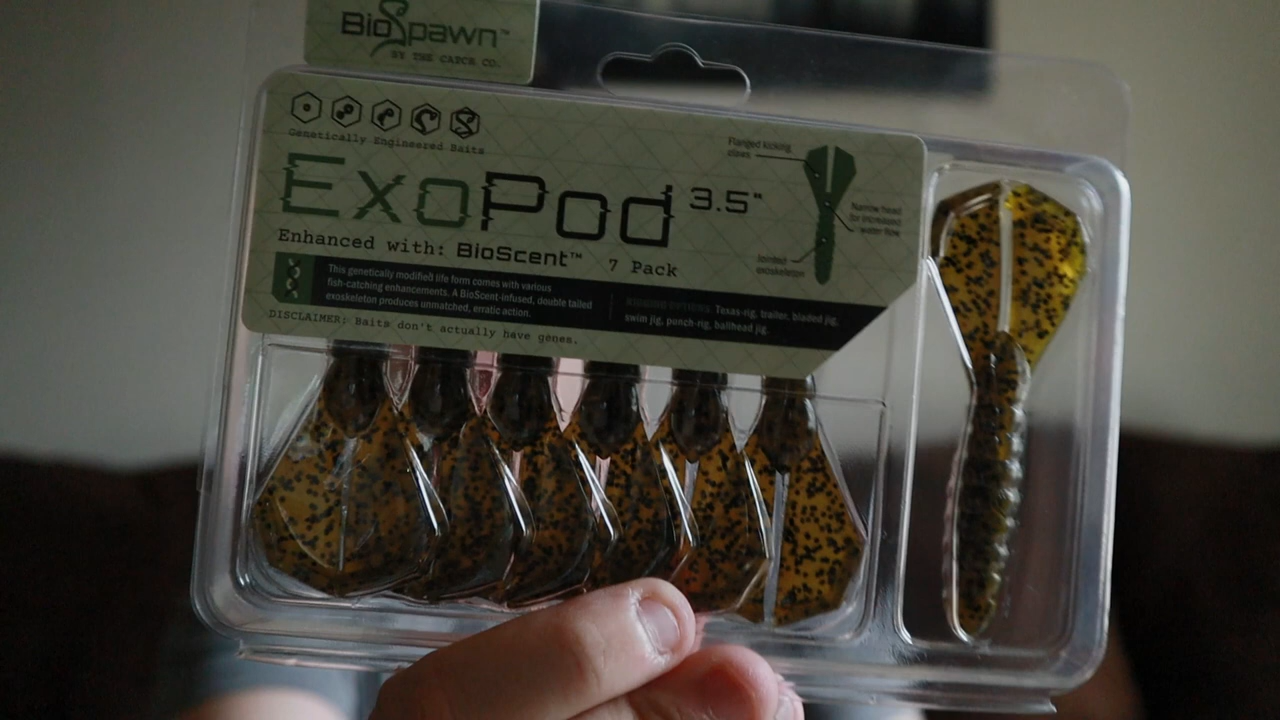 BioSpawn™
BY THE CATCH CO.
Genetically Engineered Baits
ExoPod 3.5"
Enhanced with: BioScent™ 7 Pack
This genetically modified life form comes with various
fish-catching enhancements. A BioScent-infused, double tailed
exoskeleton produces unmatched, erratic action.
RIGGING OPTIONS: Texas-rig, trailer, bladed jig,
swim jig, punch-rig, ballhead jig.
DISCLAIMER: Baits don't actually have genes.
Flanged kicking
claws
Narrow head
for increased
water flow
Jointed
exoskeleton